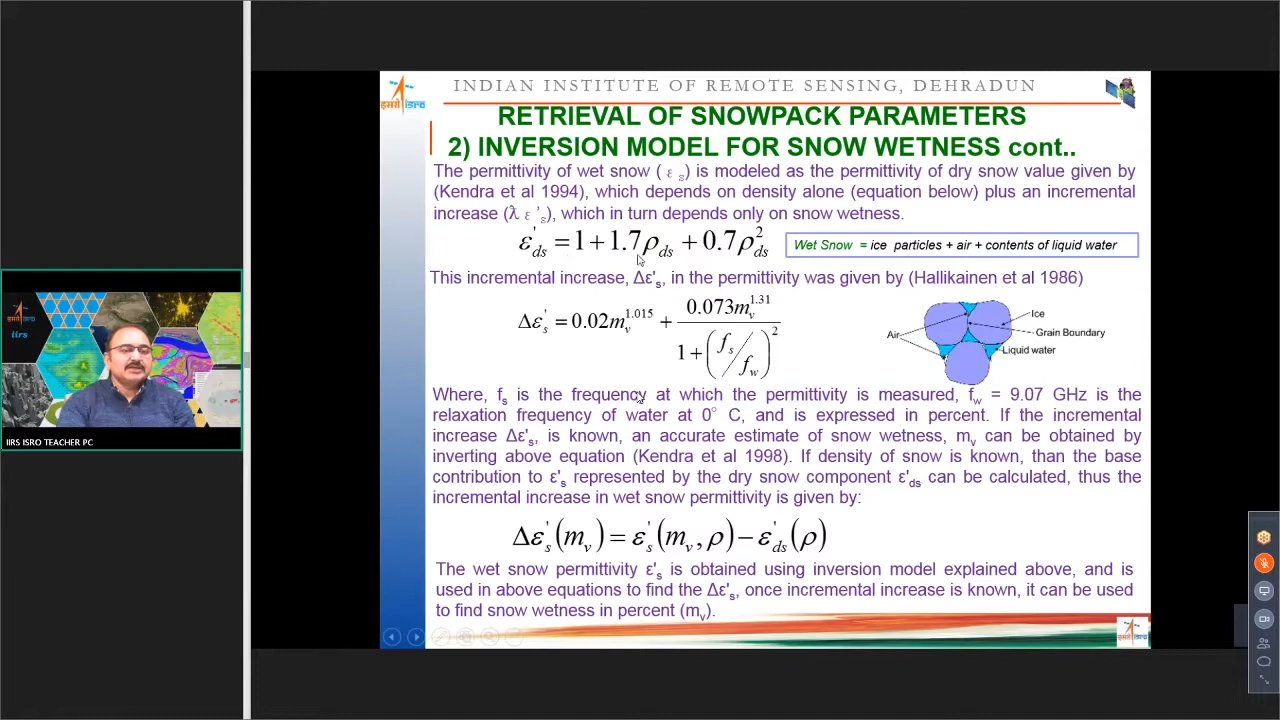 INDIAN INSTITUTE OF REMOTE SENSING, DEHRADUN
इसरो isro
RETRIEVAL OF SNOWPACK PARAMETERS
2) INVERSION MODEL FOR SNOW WETNESS cont..
The permittivity of wet snow ( ε s) is modeled as the permittivity of dry snow value given by
(Kendra et al 1994), which depends on density alone (equation below) plus an incremental
increase (λ ε 's), which in turn depends only on snow wetness.
ε'ds = 1 + 1.7ρds + 0.7ρ²ds
Wet Snow = ice particles + air + contents of liquid water
This incremental increase, Δε's, in the permittivity was given by (Hallikainen et al 1986)
Δε's = 0.02mv^1.015 + 0.073mv^1.31 / (1 + (fs/fw)²)
Air
Ice
Grain Boundary
Liquid water
Where, fs is the frequency at which the permittivity is measured, fw = 9.07 GHz is the
relaxation frequency of water at 0° C, and is expressed in percent. If the incremental
increase Δε's, is known, an accurate estimate of snow wetness, mv can be obtained by
inverting above equation (Kendra et al 1998). If density of snow is known, than the base
contribution to ε's represented by the dry snow component ε'ds can be calculated, thus the
incremental increase in wet snow permittivity is given by:
Δε's(mv) = ε's(mv, ρ) − ε'ds(ρ)
The wet snow permittivity ε's is obtained using inversion model explained above, and is
used in above equations to find the Δε's, once incremental increase is known, it can be used
to find snow wetness in percent (mv).
इसरो isro
iirs
IIRS ISRO TEACHER PC